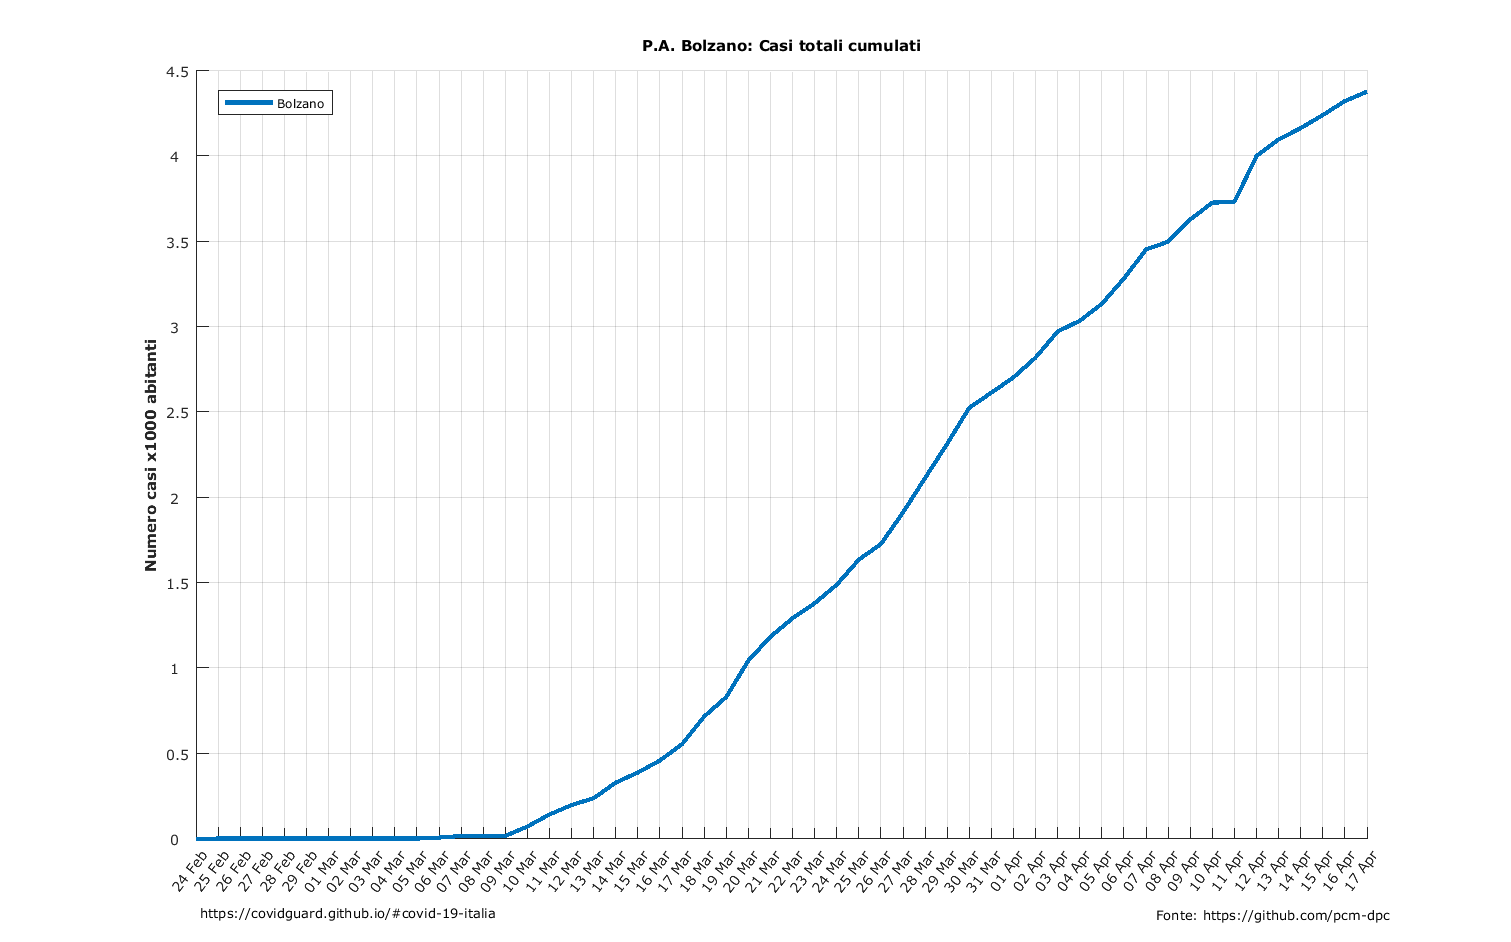 P.A. Bolzano: Casi totali cumulati
Bolzano
Numero casi x1000 abitanti
4.5
4
3.5
3
2.5
2
1.5
1
0.5
0
24 Feb
25 Feb
26 Feb
27 Feb
28 Feb
29 Feb
01 Mar
02 Mar
03 Mar
04 Mar
05 Mar
06 Mar
07 Mar
08 Mar
09 Mar
10 Mar
11 Mar
12 Mar
13 Mar
14 Mar
15 Mar
16 Mar
17 Mar
18 Mar
19 Mar
20 Mar
21 Mar
22 Mar
23 Mar
24 Mar
25 Mar
26 Mar
27 Mar
28 Mar
29 Mar
30 Mar
31 Mar
01 Apr
02 Apr
03 Apr
04 Apr
05 Apr
06 Apr
07 Apr
08 Apr
09 Apr
10 Apr
11 Apr
12 Apr
13 Apr
14 Apr
15 Apr
16 Apr
17 Apr
https://covidguard.github.io/#covid-19-italia
Fonte: https://github.com/pcm-dpc